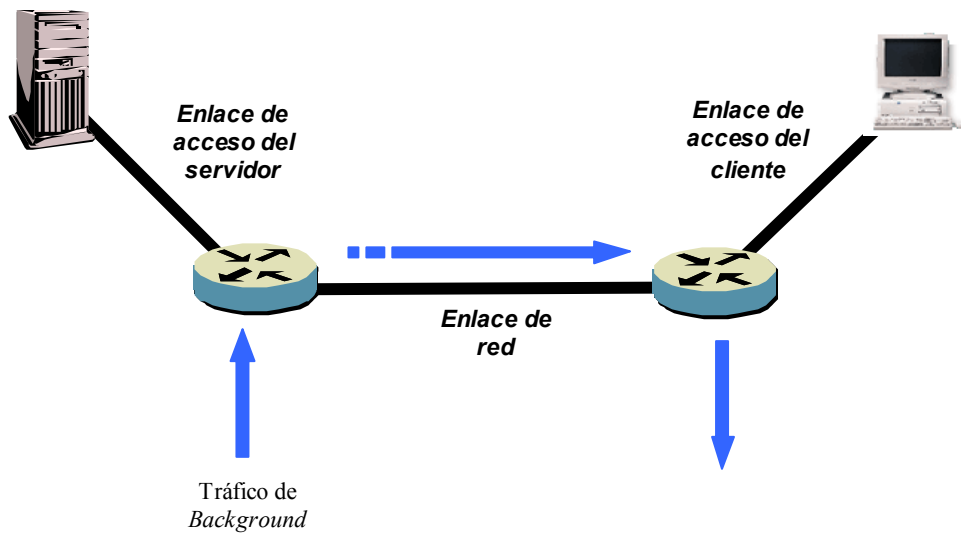 Enlace de
acceso del
servidor
Enlace de
acceso del
cliente
Enlace de
red
Tráfico de
Background